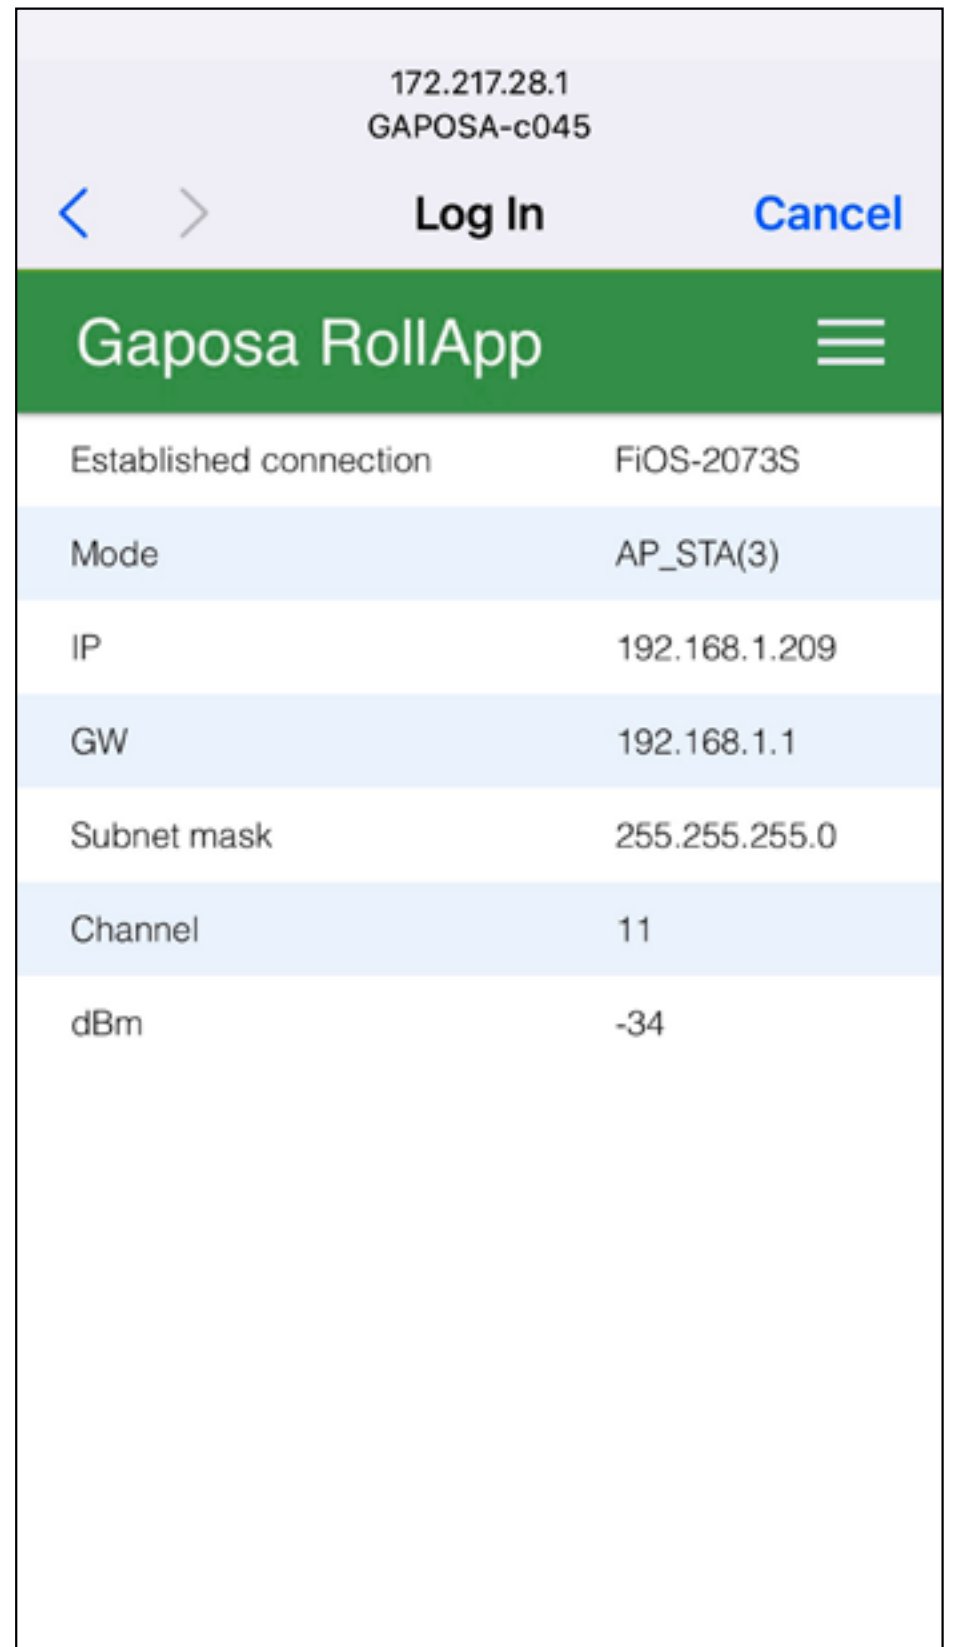 172.217.28.1
GAPOSA-c045
Log In Cancel
Gaposa RollApp
Established connection FiOS-2073S
Mode AP_STA(3)
IP 192.168.1.209
GW 192.168.1.1
Subnet mask 255.255.255.0
Channel 11
dBm -34